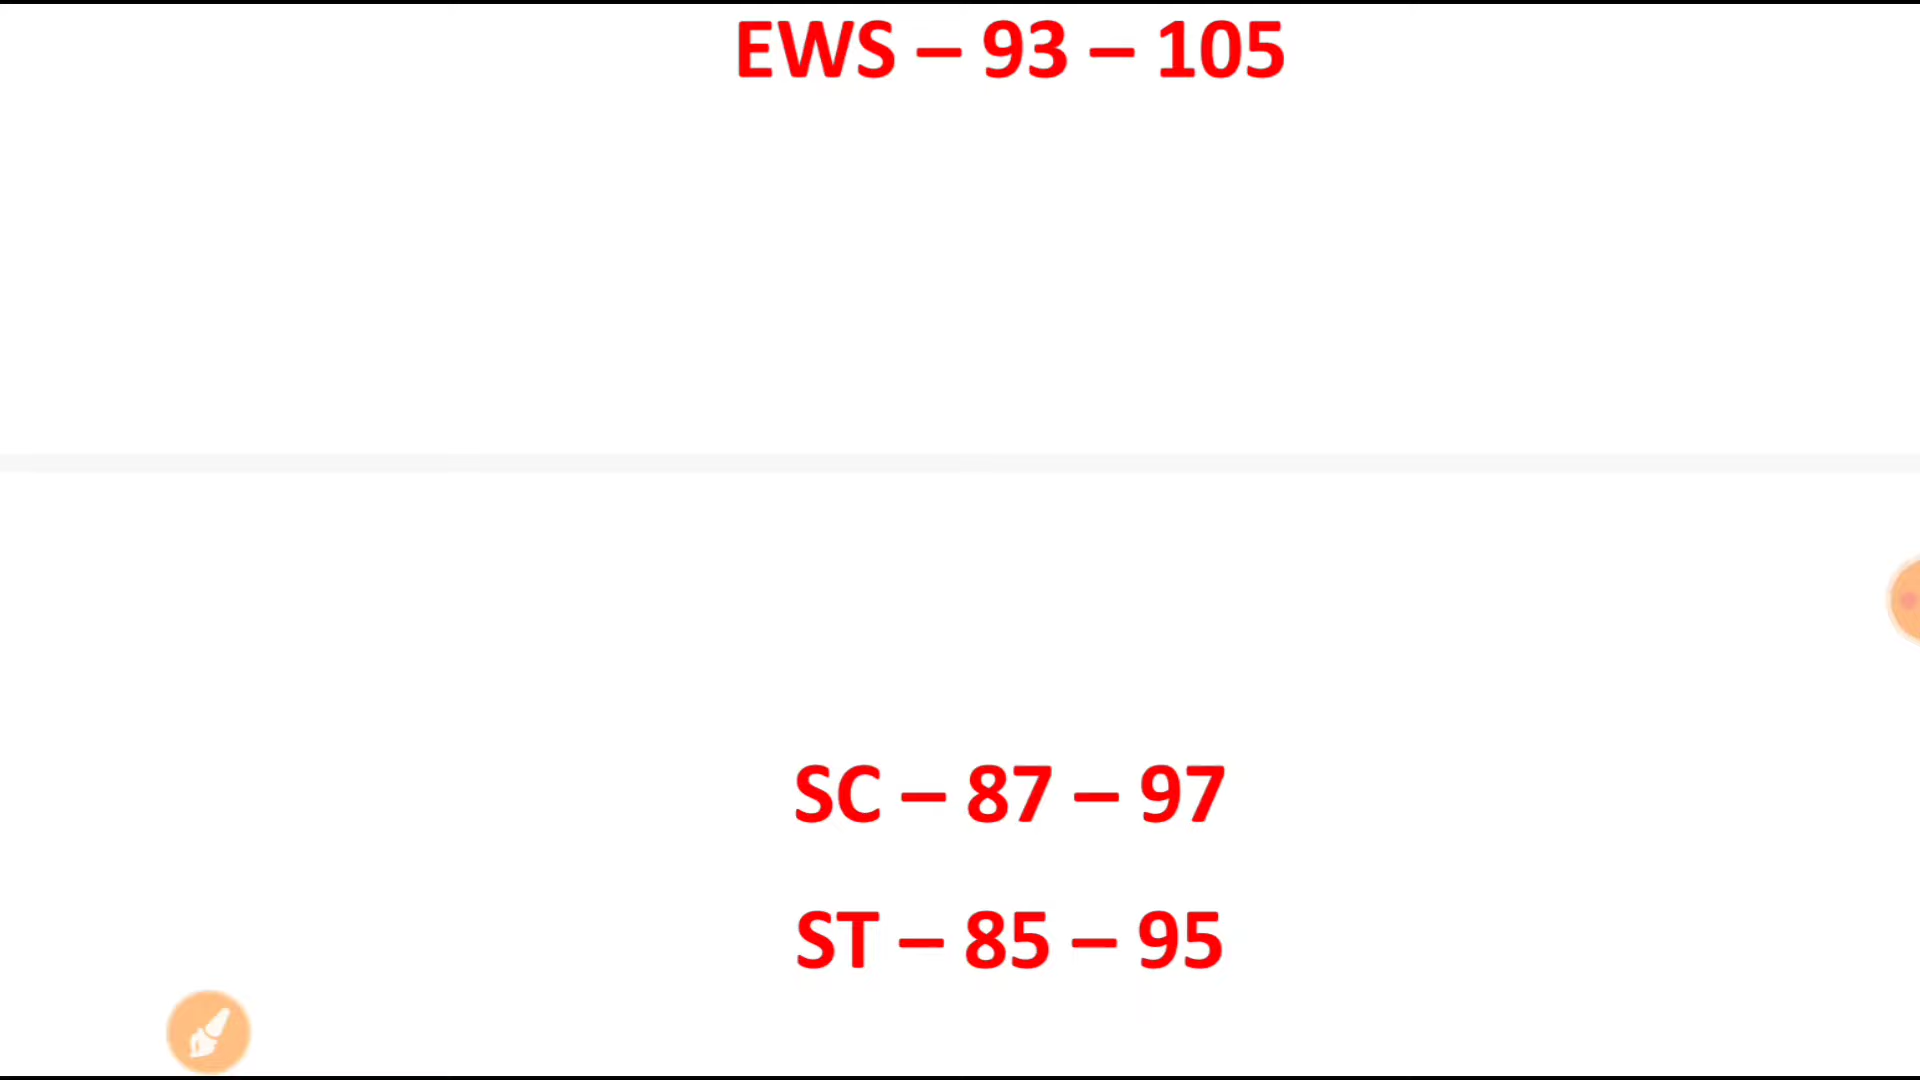 EWS – 93 – 105
SC – 87 – 97
ST – 85 – 95